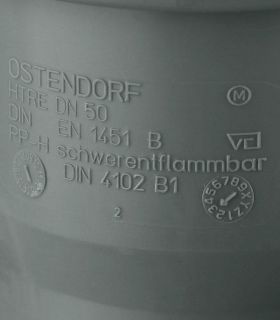 OSTENDORF
HTRE DN 50 M
DIN EN 1451 B
PP-H schwerentflammbar
DIN 4102 B1
2